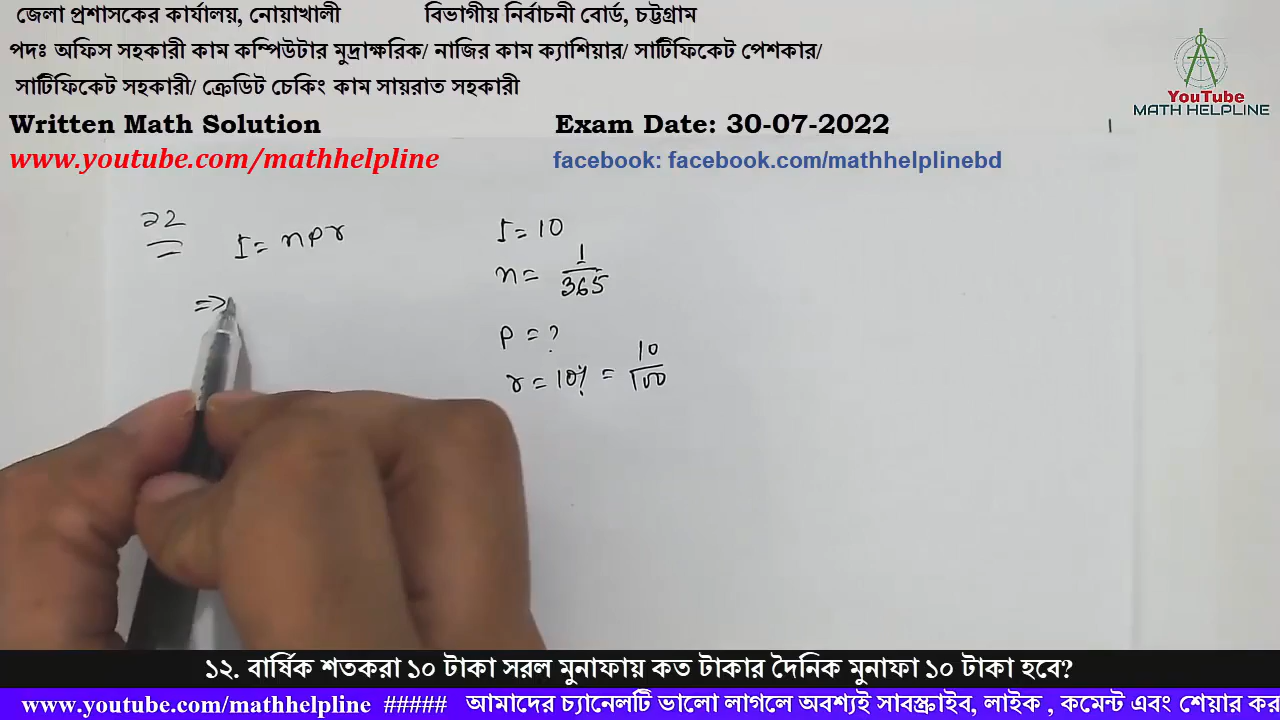 জেলা প্রশাসকের কার্যালয়, নোয়াখালী বিভাগীয় নির্বাচনী বোর্ড, চট্টগ্রাম
পদঃ অফিস সহকারী কাম কম্পিউটার মুদ্রাক্ষরিক/ নাজির কাম ক্যাশিয়ার/ সার্টিফিকেট পেশকার/
সার্টিফিকেট সহকারী/ ক্রেডিট চেকিং কাম সায়রাত সহকারী
YouTube
MATH HELPLINE
Written Math Solution Exam Date: 30-07-2022
www.youtube.com/mathhelpline facebook: facebook.com/mathhelplinebd
১২
I = npr
=>
I = 10
n = 1/365
P = ?
r = 10% = 10/100
১২. বার্ষিক শতকরা ১০ টাকা সরল মুনাফায় কত টাকার দৈনিক মুনাফা ১০ টাকা হবে?
www.youtube.com/mathhelpline ##### আমাদের চ্যানেলটি ভালো লাগলে অবশ্যই সাবস্ক্রাইব, লাইক , কমেন্ট এবং শেয়ার কর